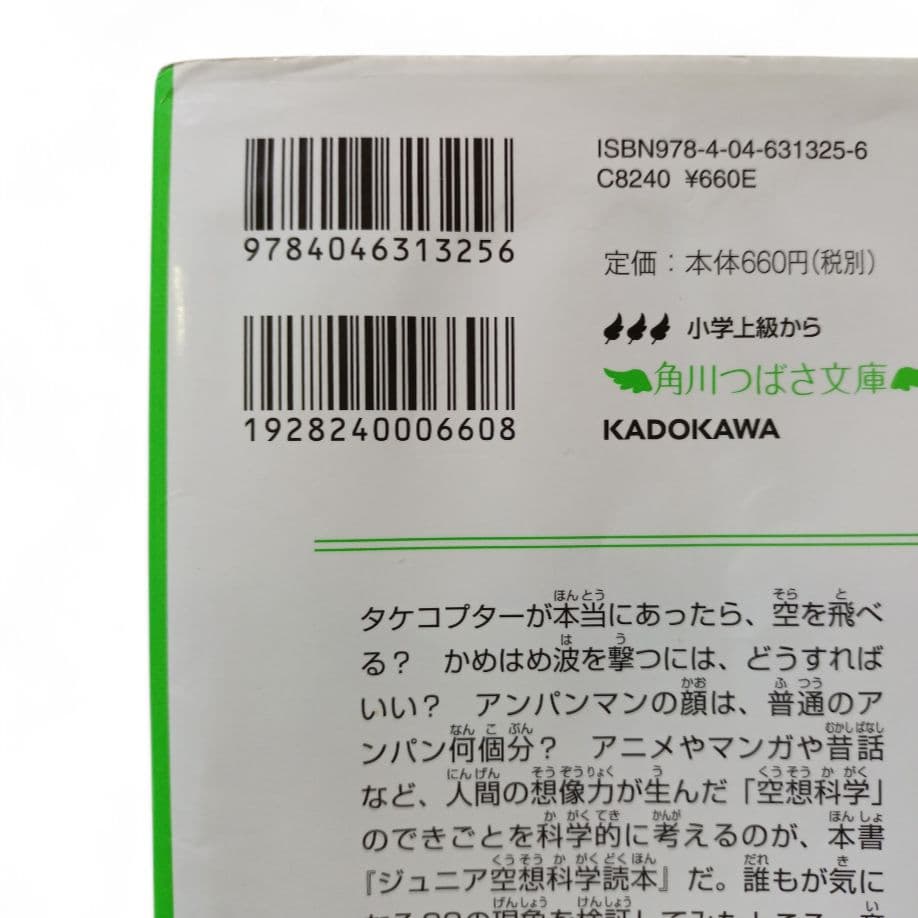 9784046313256
ISBN978-4-04-631325-6
C8240 ¥660E
定価：本体660円(税別)
1928240006608
小学上級から
角川つばさ文庫
KADOKAWA
タケコプターが本当にあったら、空を飛べ
る？　かめはめ波を撃つには、どうすれば
いい？　アンパンマンの顔は、普通のア
ンパン何個分？　アニメやマンガや昔話
など、人間の想像力が生んだ「空想科学」
のできごとを科学的に考えるのが、本書
『ジュニア空想科学読本』だ。誰もが気に